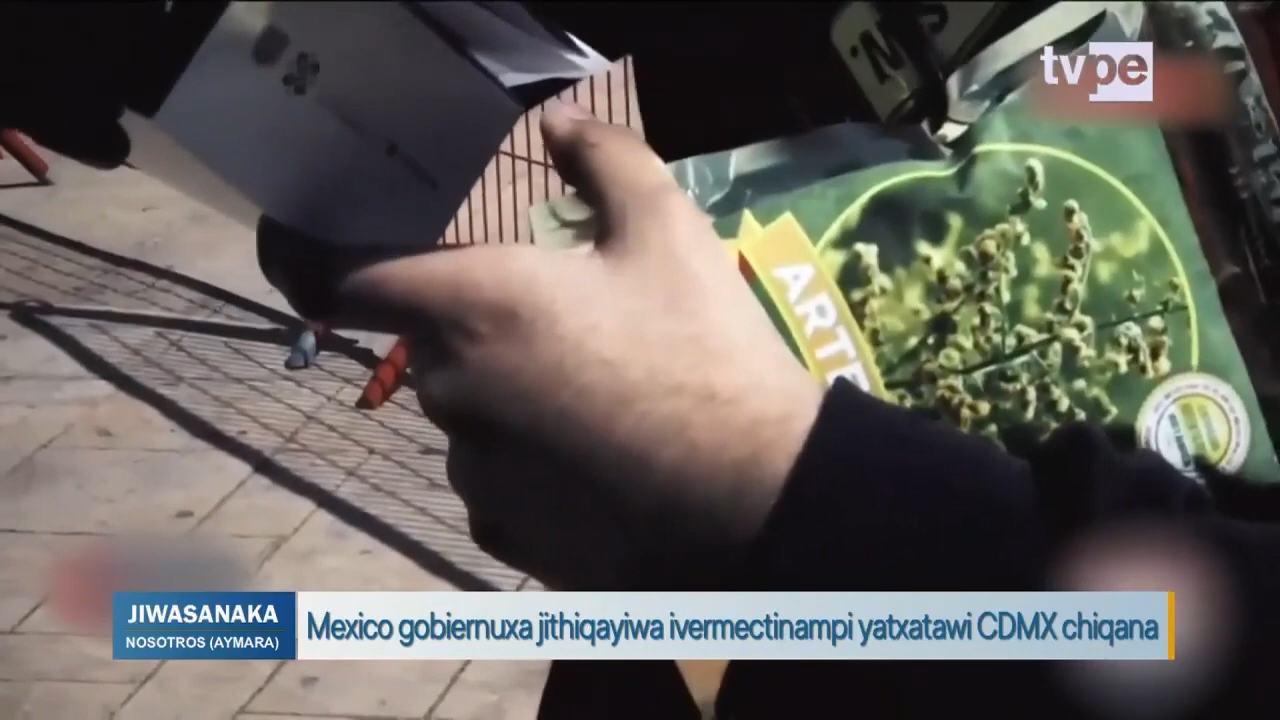 tvpe
ARTE
JIWASANAKA
NOSOTROS (AYMARA)
Mexico gobiernuxa jithiqayiwa ivermectinampi yatxatawi CDMX chiqana